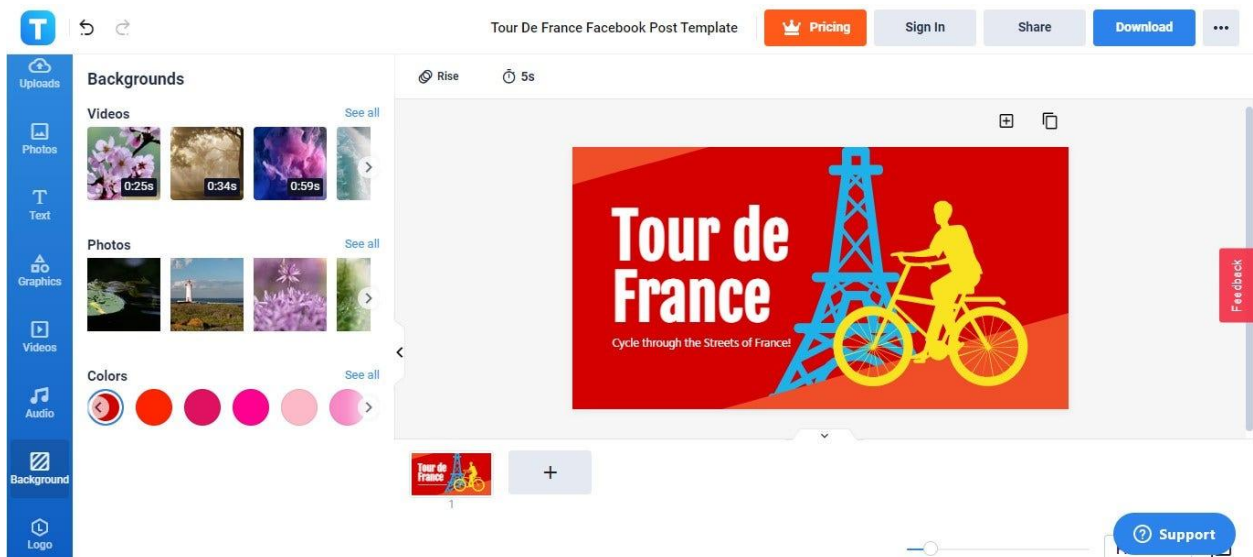 T
Tour De France Facebook Post Template
Pricing
Sign In
Share
Download
Uploads
Photos
Text
Graphics
Videos
Audio
Background
Logo
Backgrounds
Videos
See all
0:25s
0:34s
0:59s
Photos
See all
Colors
See all
Rise
5s
Tour de
France
Cycle through the Streets of France!
Tour de
France
1
+
Feedback
Support